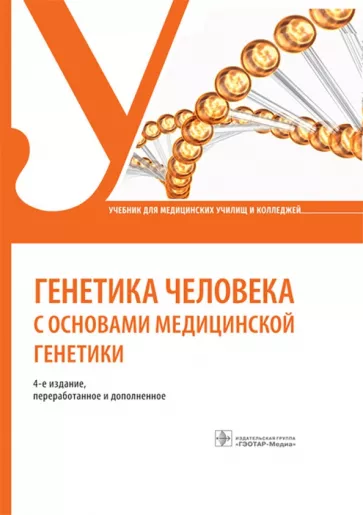 У
УЧЕБНИК ДЛЯ МЕДИЦИНСКИХ УЧИЛИЩ И КОЛЛЕДЖЕЙ
ГЕНЕТИКА ЧЕЛОВЕКА
С ОСНОВАМИ МЕДИЦИНСКОЙ
ГЕНЕТИКИ
4-е издание,
переработанное и дополненное
ИЗДАТЕЛЬСКАЯ ГРУППА
«ГЭОТАР-Медиа»